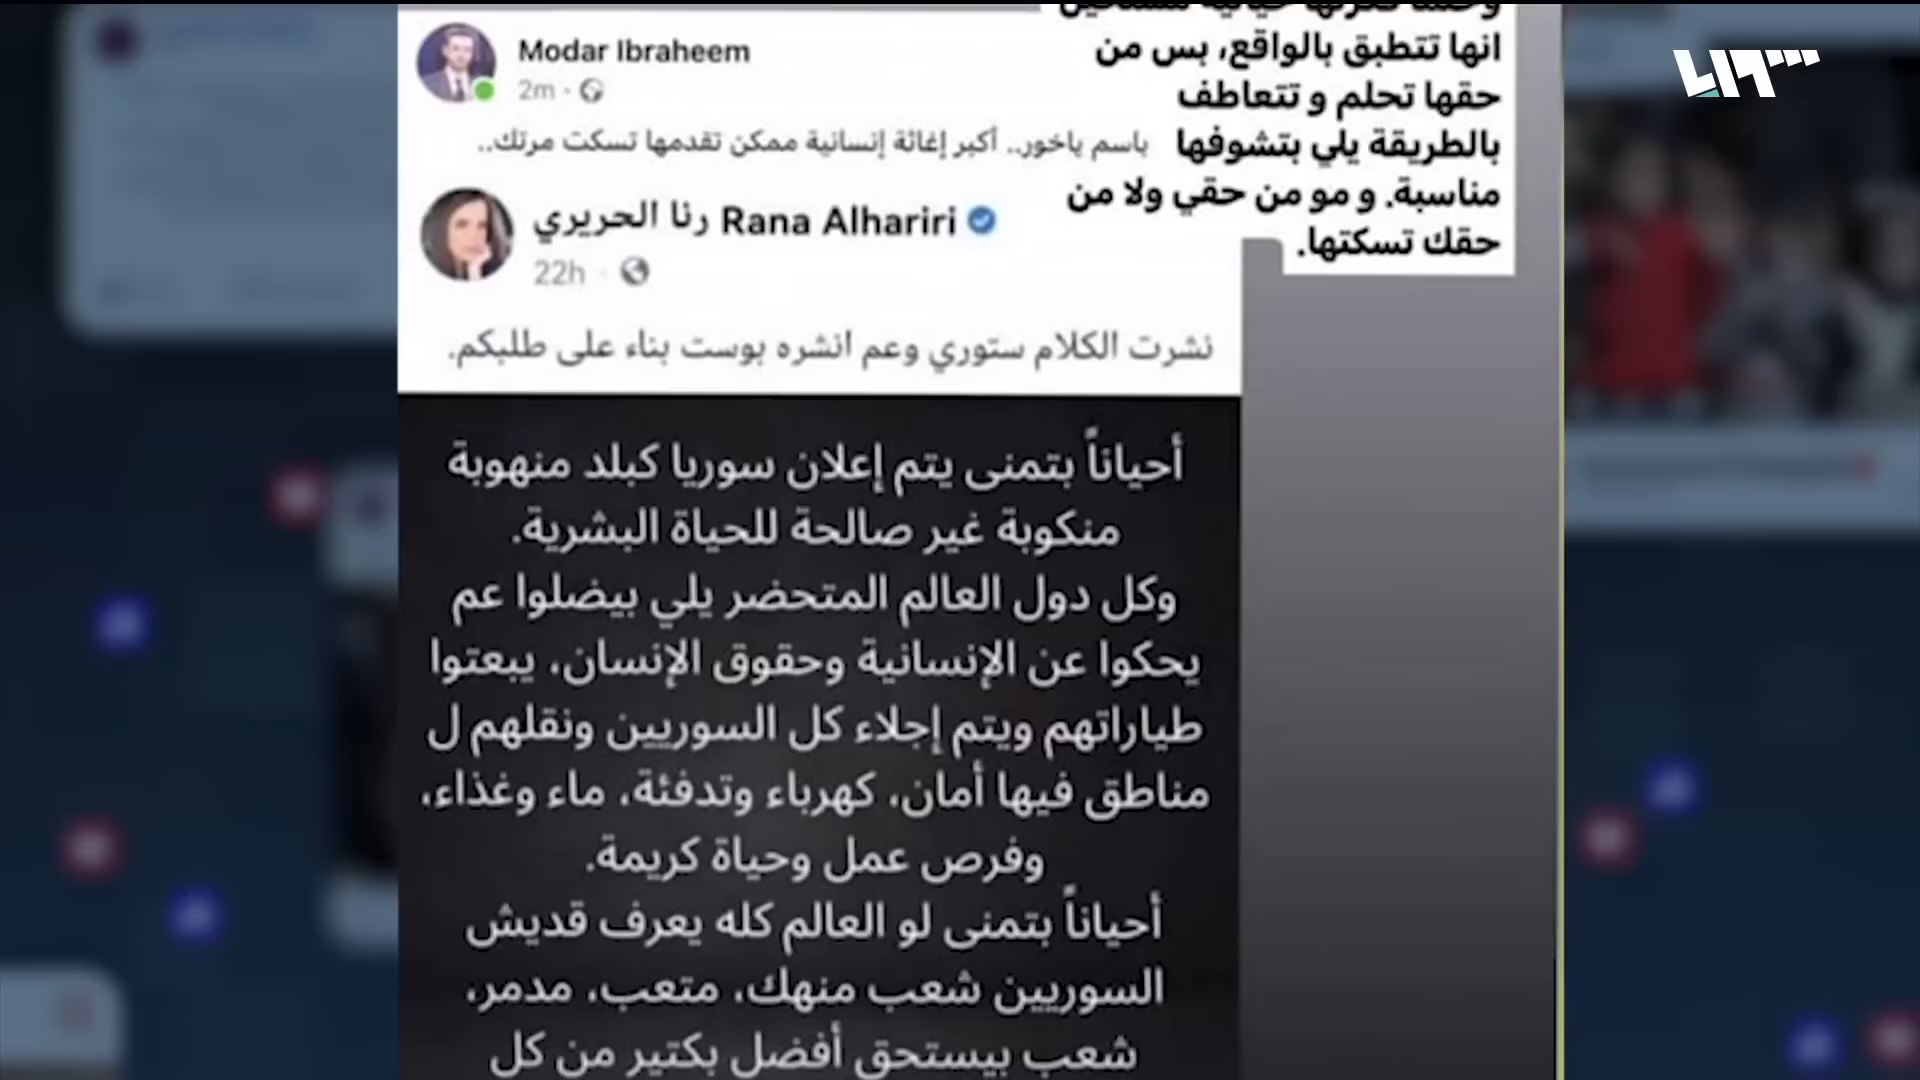 Modar Ibraheem
2m
باسم ياخور.. أكبر إغاثة إنسانية ممكن تقدمها تسكت مرتك..
انها تتطبق بالواقع، بس من
حقها تحلم و تتعاطف
بالطريقة يلي بتشوفها
مناسبة. و مو من حقي ولا من
حقك تسكتها.
رنا الحريري Rana Alhariri
22h
نشرت الكلام ستوري وعم انشره بوست بناء على طلبكم.
أحياناً بتمنى يتم إعلان سوريا كبلد منهوبة
منكوبة غير صالحة للحياة البشرية.
وكل دول العالم المتحضر يلي بيضلوا عم
يحكوا عن الإنسانية وحقوق الإنسان، يبعتوا
طياراتهم ويتم إجلاء كل السوريين ونقلهم ل
مناطق فيها أمان، كهرباء وتدفئة، ماء وغذاء،
وفرص عمل وحياة كريمة.
أحياناً بتمنى لو العالم كله يعرف قديش
السوريين شعب منهك، متعب، مدمر،
شعب بيستحق أفضل بكتير من كل